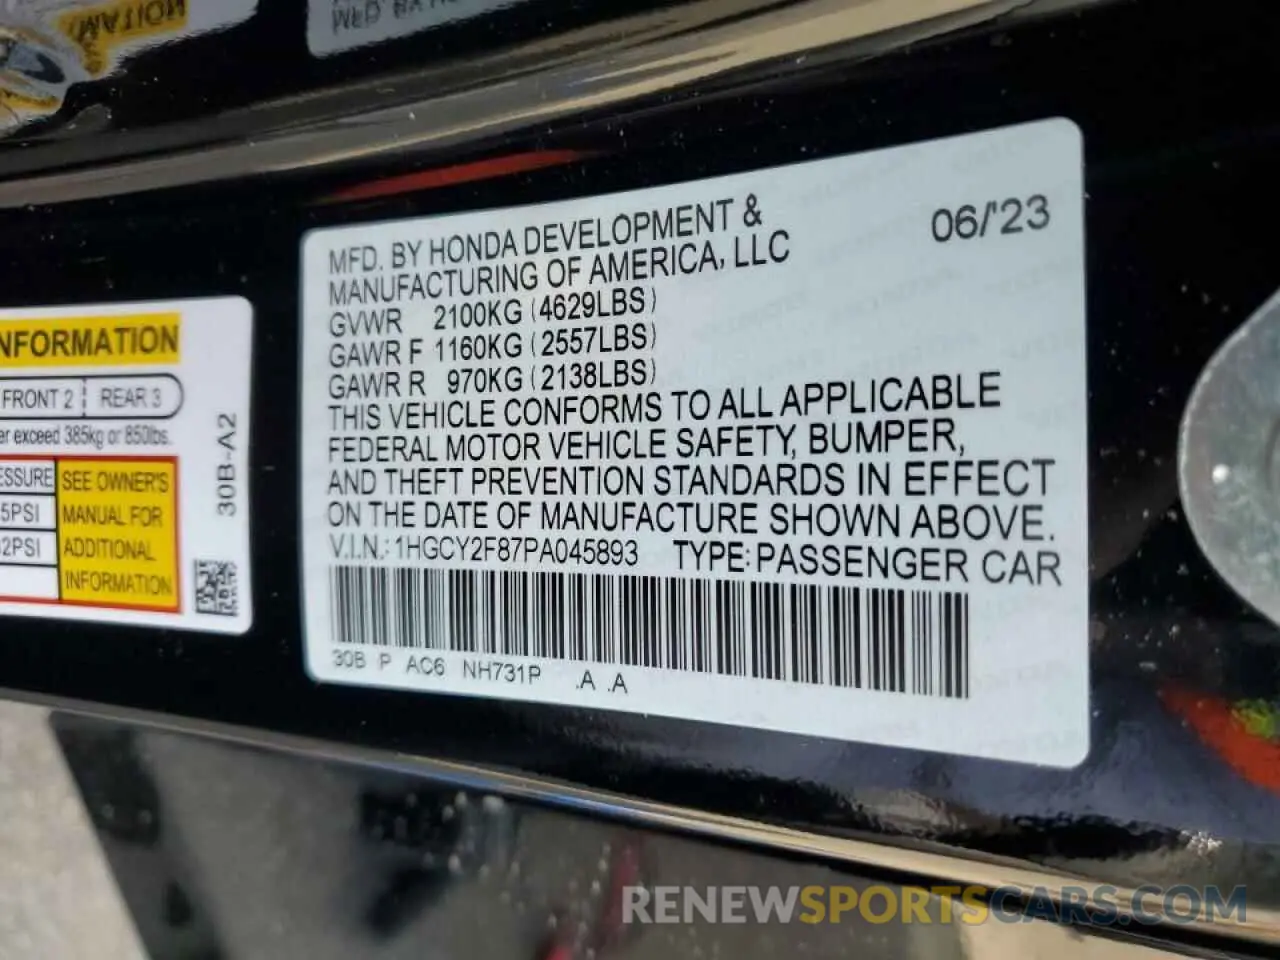 MFD. BY HONDA DEVELOPMENT &
MANUFACTURING OF AMERICA, LLC
06/'23
GVWR 2100KG (4629LBS)
GAWR F 1160KG (2557LBS)
GAWR R 970KG (2138LBS)
THIS VEHICLE CONFORMS TO ALL APPLICABLE
FEDERAL MOTOR VEHICLE SAFETY, BUMPER,
AND THEFT PREVENTION STANDARDS IN EFFECT
ON THE DATE OF MANUFACTURE SHOWN ABOVE.
V.I.N.: 1HGCY2F87PA045893 TYPE: PASSENGER CAR
30B P AC6 NH731P .A .A
NFORMATION
FRONT 2 REAR 3
er exceed 385kg or 850lbs.
ESSURE
5PSI
2PSI
SEE OWNER'S
MANUAL FOR
ADDITIONAL
INFORMATION
30B-A2
RENEWSPORTSCARS.COM